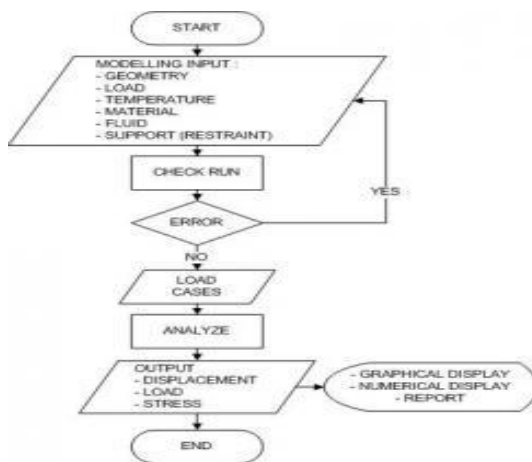 START
MODELLING INPUT :
- GEOMETRY
- LOAD
- TEMPERATURE
- MATERIAL
- FLUID
- SUPPORT (RESTRAINT)
CHECK RUN
YES
ERROR
NO
LOAD
CASES
ANALYZE
OUTPUT
- DISPLACEMENT
- LOAD
- STRESS
- GRAPHICAL DISPLAY
- NUMERICAL DISPLAY
- REPORT
END